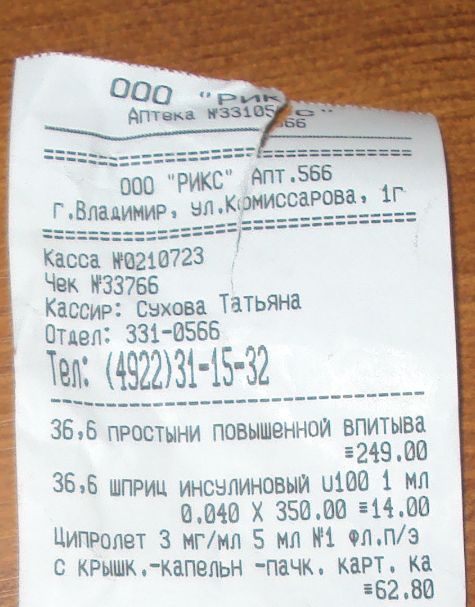 ООО "РИКС"
Аптека №3310566
================================
ООО "РИКС" Апт.566
г.Владимир, ул.Комиссарова, 1г
================================
Касса №0210723
Чек №33766
Кассир: Сухова Татьяна
Отдел: 331-0566
Тел: (4922)31-15-32
--------------------------------
36,6 ПРОСТЫНИ ПОВЫШЕННОЙ ВПИТЫВА
≡249.00
36,6 ШПРИЦ ИНСУЛИНОВЫЙ U100 1 МЛ
0.040 X 350.00 ≡14.00
Ципролет 3 мг/мл 5 мл №1 фл.п/э
с крышк.-капельн -пачк. карт. ка
≡62.80